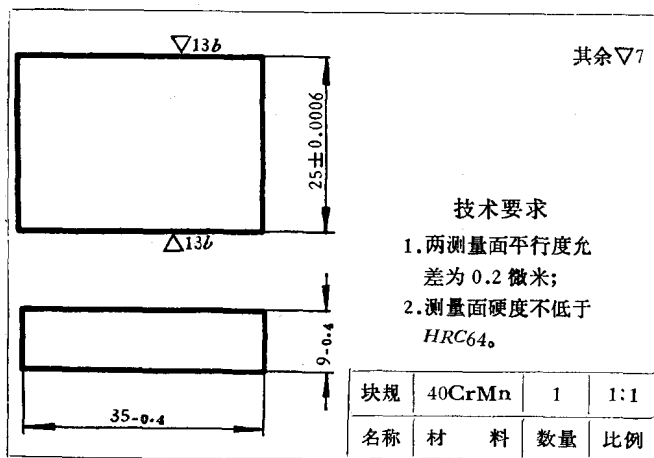 ▽13b
其余▽7
25±0.0006
△13b
技术要求
1.两测量面平行度允
差为 0.2 微米;
2.测量面硬度不低于
HRC64。
9-0.4
35-0.4
块规 40CrMn 1 1:1
名称 材 料 数量 比例